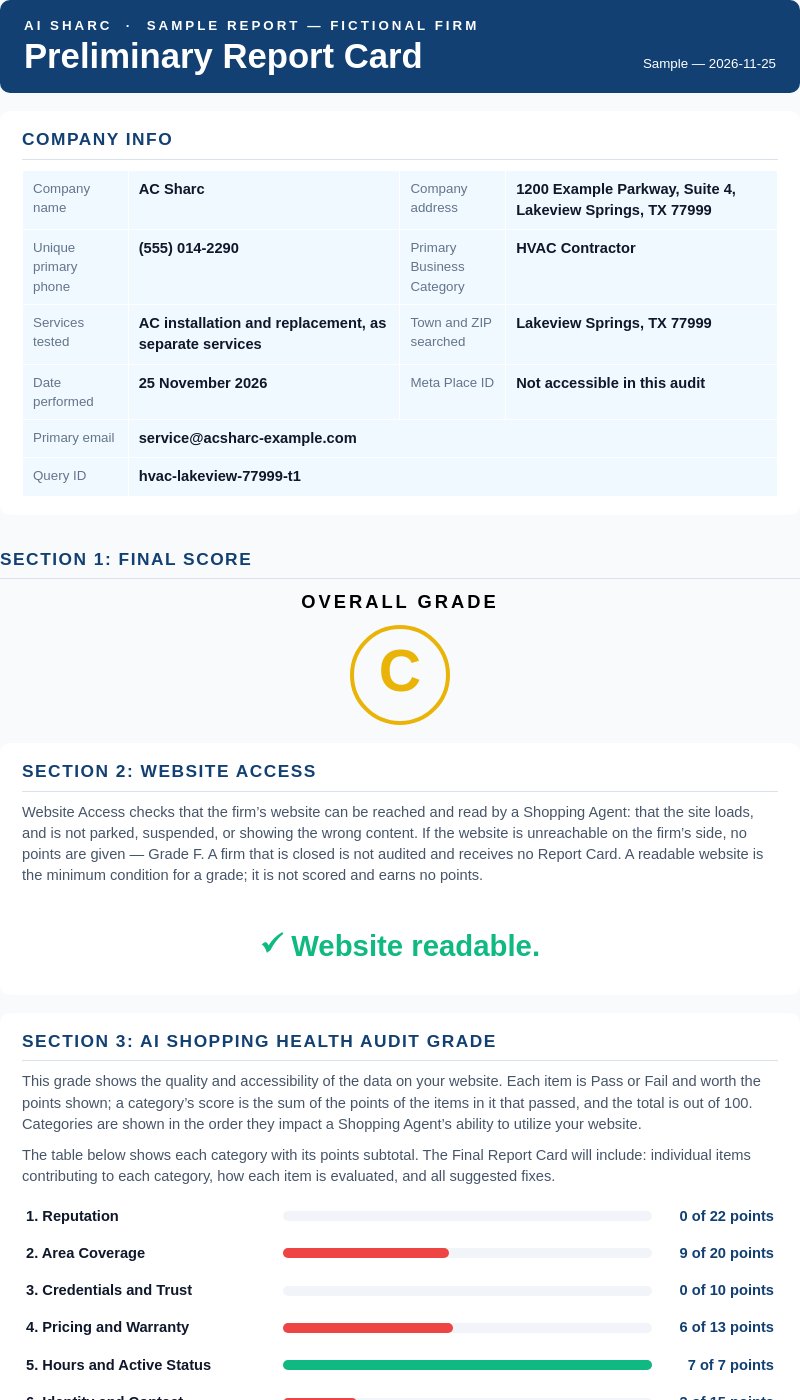 AI SHARC · SAMPLE REPORT — FICTIONAL FIRM
Preliminary Report Card
Sample — 2026-11-25
COMPANY INFO
Company name
AC Sharc
Company address
1200 Example Parkway, Suite 4,
Lakeview Springs, TX 77999
Unique primary phone
(555) 014-2290
Primary Business Category
HVAC Contractor
Services tested
AC installation and replacement, as
separate services
Town and ZIP searched
Lakeview Springs, TX 77999
Date performed
25 November 2026
Meta Place ID
Not accessible in this audit
Primary email
service@acsharc-example.com
Query ID
hvac-lakeview-77999-t1
SECTION 1: FINAL SCORE
OVERALL GRADE
C
SECTION 2: WEBSITE ACCESS
Website Access checks that the firm’s website can be reached and read by a Shopping Agent: that the site loads,
and is not parked, suspended, or showing the wrong content. If the website is unreachable on the firm’s side, no
points are given — Grade F. A firm that is closed is not audited and receives no Report Card. A readable website is
the minimum condition for a grade; it is not scored and earns no points.
✓ Website readable.
SECTION 3: AI SHOPPING HEALTH AUDIT GRADE
This grade shows the quality and accessibility of the data on your website. Each item is Pass or Fail and worth the
points shown; a category’s score is the sum of the points of the items in it that passed, and the total is out of 100.
Categories are shown in the order they impact a Shopping Agent’s ability to utilize your website.
The table below shows each category with its points subtotal. The Final Report Card will include: individual items
contributing to each category, how each item is evaluated, and all suggested fixes.
1. Reputation
0 of 22 points
2. Area Coverage
9 of 20 points
3. Credentials and Trust
0 of 10 points
4. Pricing and Warranty
6 of 13 points
5. Hours and Active Status
7 of 7 points
6. Identity and Contact
of 15 points